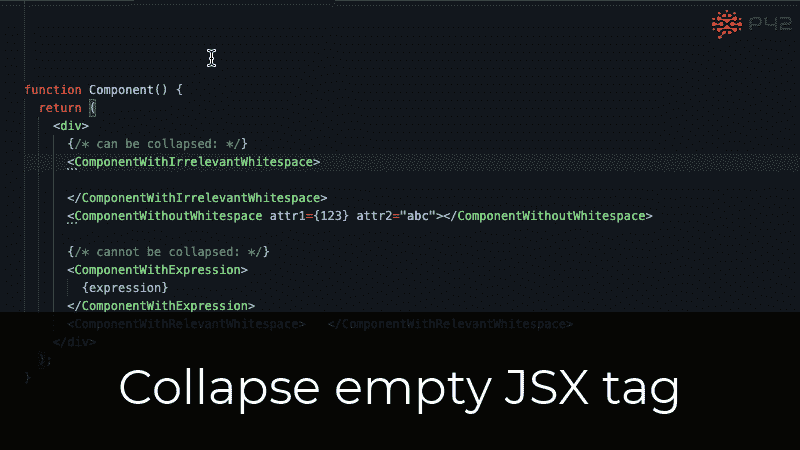 P42
function Component() {
return (
<div>
{/* can be collapsed: */}
<ComponentWithIrrelevantWhitespace>
</ComponentWithIrrelevantWhitespace>
<ComponentWithoutWhitespace attr1={123} attr2="abc"></ComponentWithoutWhitespace>
{/* cannot be collapsed: */}
<ComponentWithExpression>
{expression}
</ComponentWithExpression>
<ComponentWithRelevantWhitespace>   </ComponentWithRelevantWhitespace>
</div>
);
}
Collapse empty JSX tag